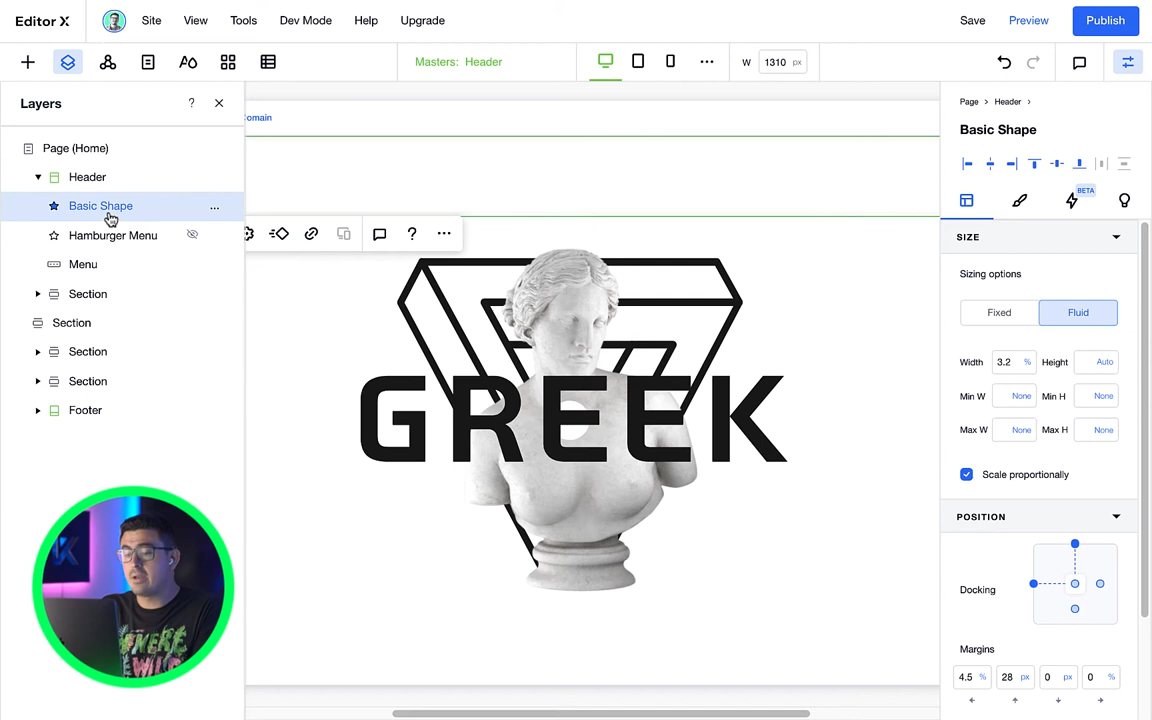 Editor X
Site
View
Tools
Dev Mode
Help
Upgrade
Save
Preview
Publish
Masters: Header
W
1310 px
Layers
?
Page (Home)
Header
Basic Shape
...
Hamburger Menu
Menu
Section
Section
Section
Section
Footer
omain
?
GREEK
Page > Header >
Basic Shape
BETA
SIZE
Sizing options
Fixed
Fluid
Width 3.2 % Height Auto
Min W None Min H None
Max W None Max H None
Scale proportionally
POSITION
Docking
Margins
4.5 % 28 px 0 px 0 %